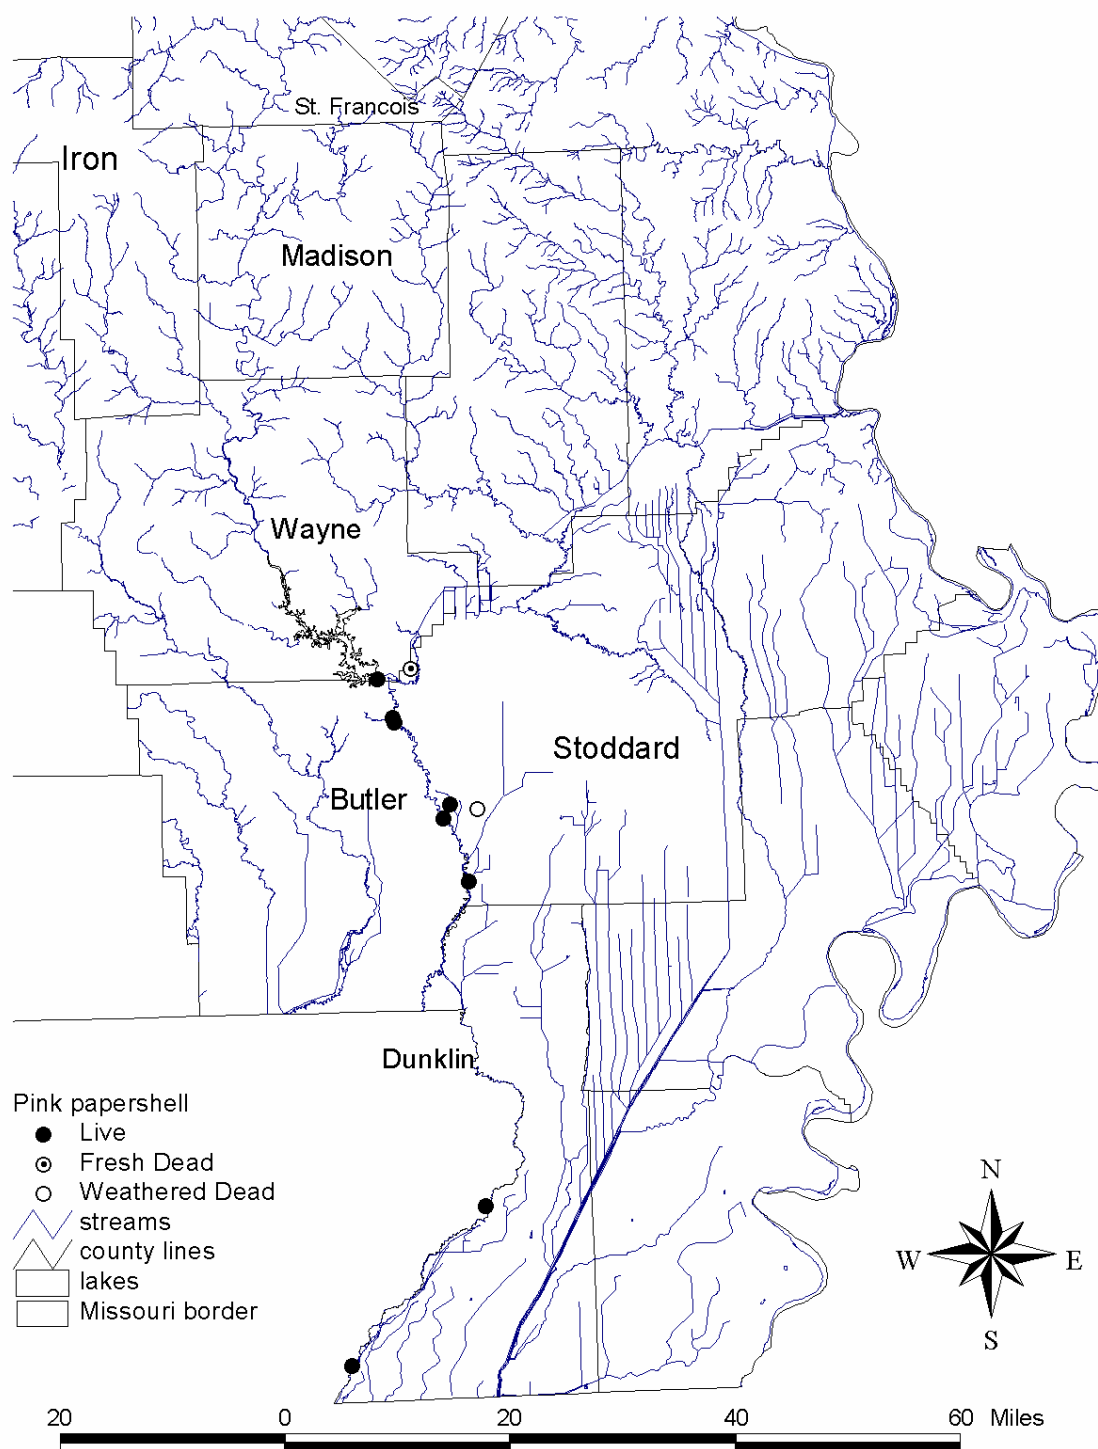 St. Francois
Iron
Madison
Wayne
Stoddard
Butler
Dunklin
Pink papershell
Live
Fresh Dead
Weathered Dead
streams
county lines
lakes
Missouri border
N
W E
S
20 0 20 40 60 Miles